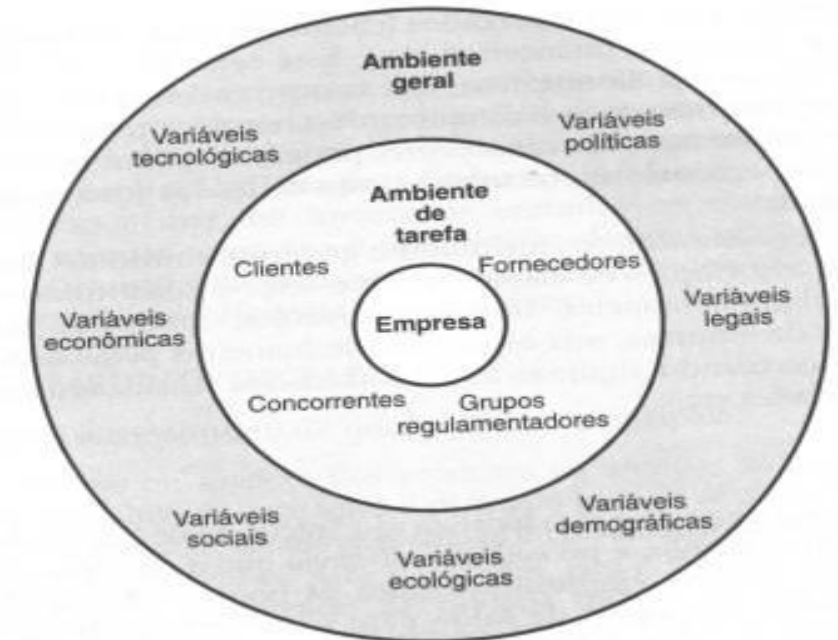 Ambiente
geral
Variáveis
tecnológicas
Variáveis
políticas
Ambiente
de
tarefa
Clientes
Fornecedores
Variáveis
econômicas
Empresa
Variáveis
legais
Concorrentes
Grupos
regulamentadores
Variáveis
sociais
Variáveis
demográficas
Variáveis
ecológicas